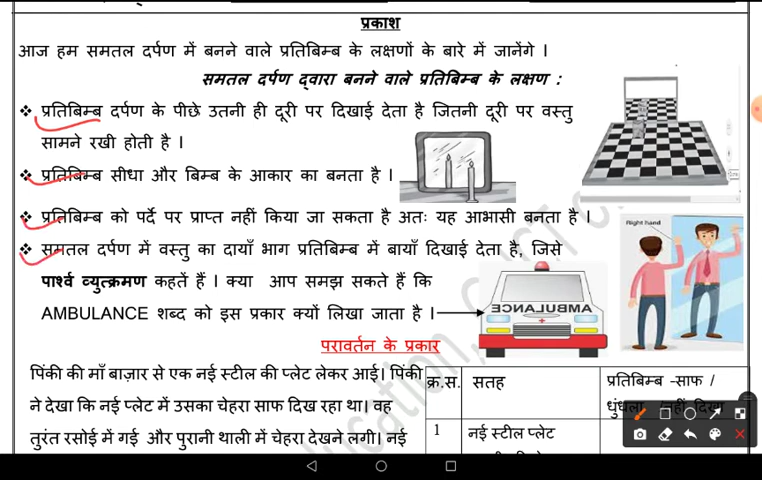 प्रकाश
आज हम समतल दर्पण में बनने वाले प्रतिबिम्ब के लक्षणों के बारे में जानेंगे ।
समतल दर्पण द्वारा बनने वाले प्रतिबिम्ब के लक्षण :
❖ प्रतिबिम्ब दर्पण के पीछे उतनी ही दूरी पर दिखाई देता है जितनी दूरी पर वस्तु
सामने रखी होती है ।
❖ प्रतिबिम्ब सीधा और बिम्ब के आकार का बनता है ।
❖ प्रतिबिम्ब को पर्दे पर प्राप्त नहीं किया जा सकता है अतः यह आभासी बनता है ।
❖ समतल दर्पण में वस्तु का दायाँ भाग प्रतिबिम्ब में बायाँ दिखाई देता है, जिसे
पार्श्व व्युत्क्रमण कहतें हैं । क्या आप समझ सकते हैं कि
AMBULANCE शब्द को इस प्रकार क्यों लिखा जाता है ।
Right hand
AMBULANCE
परावर्तन के प्रकार
पिंकी की माँ बाज़ार से एक नई स्टील की प्लेट लेकर आई। पिंकी
ने देखा कि नई प्लेट में उसका चेहरा साफ दिख रहा था। वह
तुरंत रसोई में गई और पुरानी थाली में चेहरा देखने लगी। नई
क्र.स. सतह प्रतिबिम्ब -साफ /
धुंधला /नहीं दिखा
1 नई स्टील प्लेट